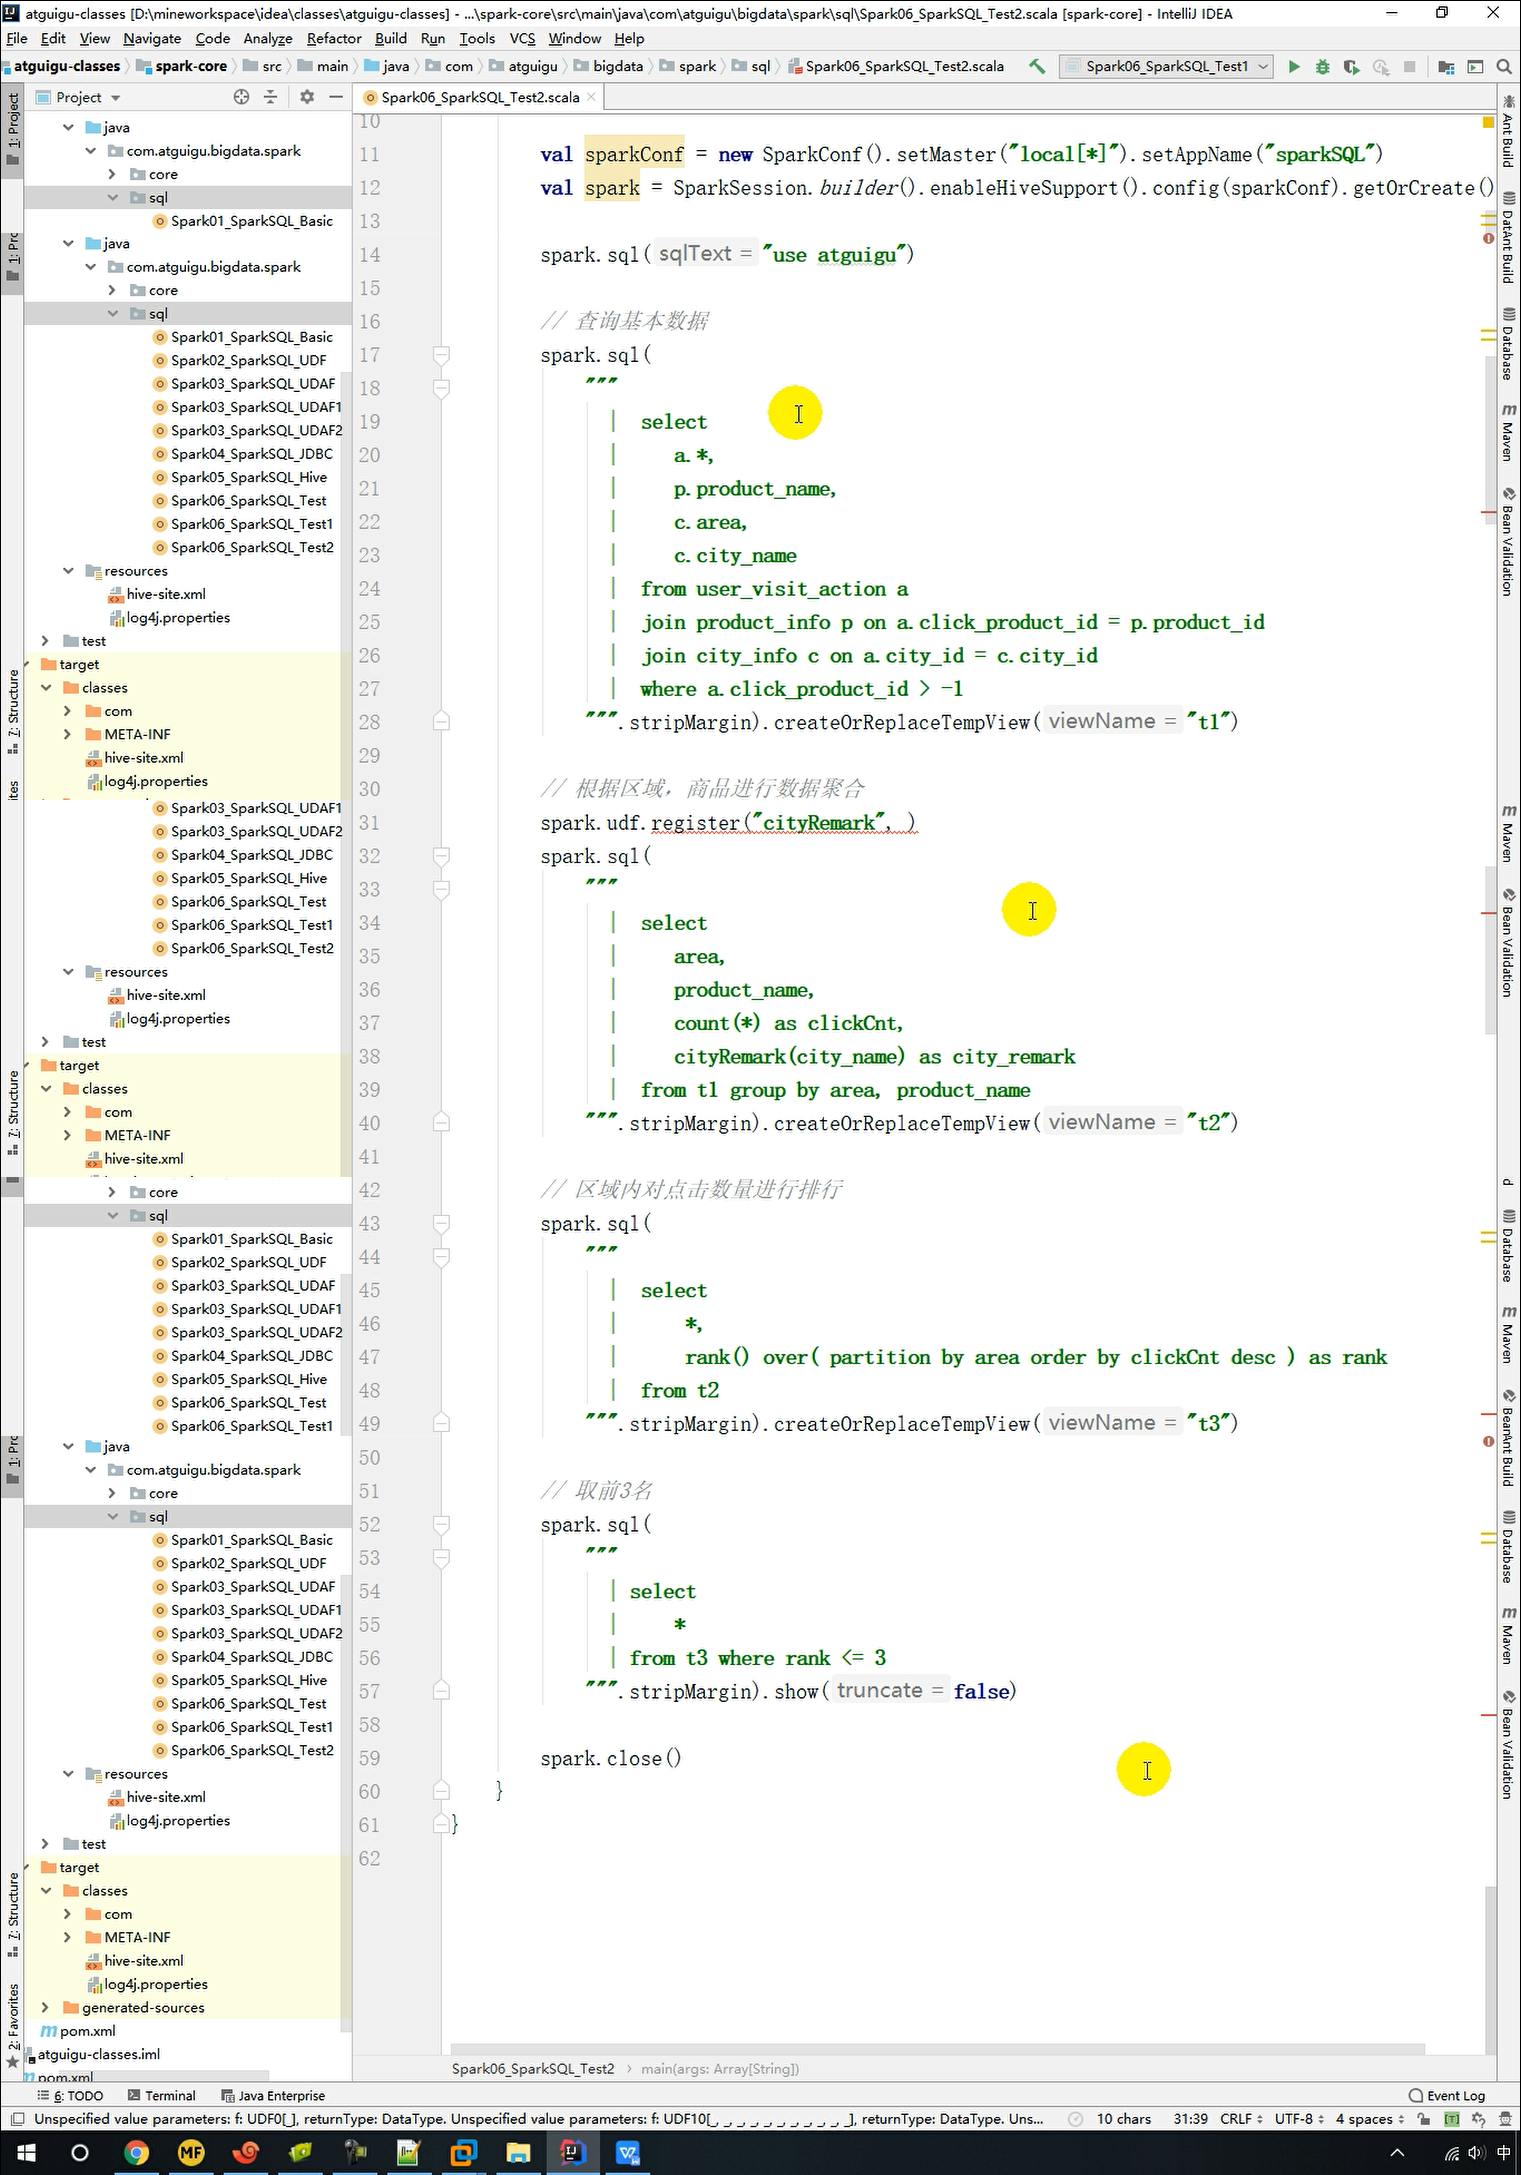 atguigu-classes [D:\mineworkspace\idea\classes\atguigu-classes] - ...\spark-core\src\main\java\com\atguigu\bigdata\spark\sql\Spark06_SparkSQL_Test2.scala [spark-core] - IntelliJ IDEA
File Edit View Navigate Code Analyze Refactor Build Run Tools VCS Window Help
atguigu-classes spark-core src main java com atguigu bigdata spark sql Spark06_SparkSQL_Test2.scala Spark06_SparkSQL_Test1
Project
Spark06_SparkSQL_Test2.scala
java
com.atguigu.bigdata.spark
core
sql
Spark01_SparkSQL_Basic
java
com.atguigu.bigdata.spark
core
sql
Spark01_SparkSQL_Basic
Spark02_SparkSQL_UDF
Spark03_SparkSQL_UDAF
Spark03_SparkSQL_UDAF1
Spark03_SparkSQL_UDAF2
Spark04_SparkSQL_JDBC
Spark05_SparkSQL_Hive
Spark06_SparkSQL_Test
Spark06_SparkSQL_Test1
Spark06_SparkSQL_Test2
resources
hive-site.xml
log4j.properties
test
target
classes
com
META-INF
hive-site.xml
log4j.properties
Spark03_SparkSQL_UDAF1
Spark03_SparkSQL_UDAF2
Spark04_SparkSQL_JDBC
Spark05_SparkSQL_Hive
Spark06_SparkSQL_Test
Spark06_SparkSQL_Test1
Spark06_SparkSQL_Test2
resources
hive-site.xml
log4j.properties
test
target
classes
com
META-INF
hive-site.xml
core
sql
Spark01_SparkSQL_Basic
Spark02_SparkSQL_UDF
Spark03_SparkSQL_UDAF
Spark03_SparkSQL_UDAF1
Spark03_SparkSQL_UDAF2
Spark04_SparkSQL_JDBC
Spark05_SparkSQL_Hive
Spark06_SparkSQL_Test
Spark06_SparkSQL_Test1
java
com.atguigu.bigdata.spark
core
sql
Spark01_SparkSQL_Basic
Spark02_SparkSQL_UDF
Spark03_SparkSQL_UDAF
Spark03_SparkSQL_UDAF1
Spark03_SparkSQL_UDAF2
Spark04_SparkSQL_JDBC
Spark05_SparkSQL_Hive
Spark06_SparkSQL_Test
Spark06_SparkSQL_Test1
Spark06_SparkSQL_Test2
resources
hive-site.xml
log4j.properties
test
target
classes
com
META-INF
hive-site.xml
log4j.properties
generated-sources
pom.xml
atguigu-classes.iml
pom.xml
10
11 val sparkConf = new SparkConf().setMaster("local[*]").setAppName("sparkSQL")
12 val spark = SparkSession.builder().enableHiveSupport().config(sparkConf).getOrCreate()
13
14 spark.sql( sqlText = "use atguigu")
15
16 // 查询基本数据
17 spark.sql(
18 """
19 | select
20 | a.*,
21 | p.product_name,
22 | c.area,
23 | c.city_name
24 | from user_visit_action a
25 | join product_info p on a.click_product_id = p.product_id
26 | join city_info c on a.city_id = c.city_id
27 | where a.click_product_id > -1
28 """.stripMargin).createOrReplaceTempView( viewName = "t1")
29
30 // 根据区域，商品进行数据聚合
31 spark.udf.register("cityRemark", )
32 spark.sql(
33 """
34 | select
35 | area,
36 | product_name,
37 | count(*) as clickCnt,
38 | cityRemark(city_name) as city_remark
39 | from t1 group by area, product_name
40 """.stripMargin).createOrReplaceTempView( viewName = "t2")
41
42 // 区域内对点击数量进行排行
43 spark.sql(
44 """
45 | select
46 | *,
47 | rank() over( partition by area order by clickCnt desc ) as rank
48 | from t2
49 """.stripMargin).createOrReplaceTempView( viewName = "t3")
50
51 // 取前3名
52 spark.sql(
53 """
54 | select
55 | *
56 | from t3 where rank <= 3
57 """.stripMargin).show( truncate = false)
58
59 spark.close()
60 }
61 }
62
Spark06_SparkSQL_Test2 › main(args: Array[String])
1: Project
1: Pr
7: Structure
ites
7: Structure
1: Pr
7: Structure
2: Favorites
Ant Build
DatAnt Build
Database
Maven
Bean Validation
Maven
Bean Validation
d
Database
Maven
BeanAnt Build
Database
Maven
Bean Validation
6: TODO Terminal Java Enterprise Event Log
Unspecified value parameters: f: UDF0[_], returnType: DataType. Unspecified value parameters: f: UDF10[_, _, _, _, _, _, _, _, _, _, _], returnType: DataType. Uns... 10 chars 31:39 CRLF UTF-8 4 spaces
MF
中